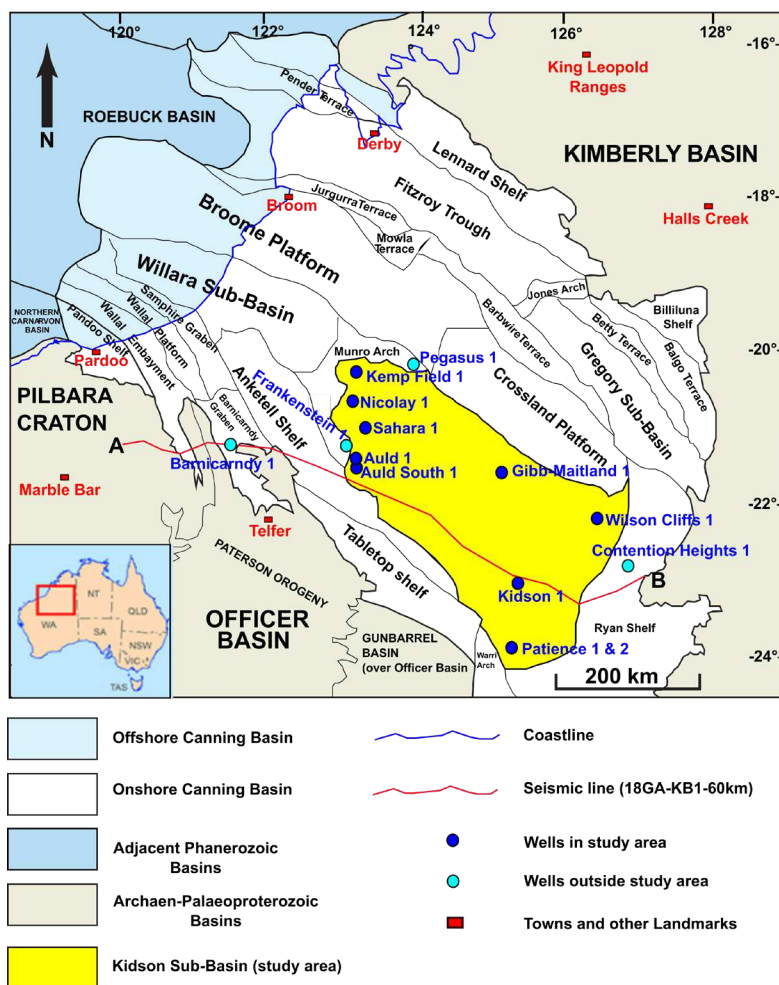 120°
122°
124°
126°
128°
-16°
-18°
-20°
-22°
-24°
N
ROEBUCK BASIN
Pender Terrace
Derby
King Leopold
Ranges
Lennard Shelf
KIMBERLY BASIN
Fitzroy Trough
Broom
JurgurraTerrace
Mowla
Terrace
Halls Creek
Broome Platform
Willara Sub-Basin
Samphire Graben
Wallal Platform
Wallal Embayment
Pandoo Shelf
NORTHERN
CARNARVON
BASIN
Pardoo
Jones Arch
Billiluna
Shelf
Betty Terrace
Balgo Terrace
BarbwireTerrace
Gregory Sub-Basin
Crossland Platform
Munro Arch
Pegasus 1
Kemp Field 1
Nicolay 1
Sahara 1
Frankenstein 1
Auld 1
Auld South 1
Gibb-Maitland 1
Wilson Cliffs 1
Contention Heights 1
Kidson 1
Patience 1 & 2
Anketell Shelf
Barnicarndy
Graben
PILBARA
CRATON
A
Barnicarndy 1
Marble Bar
Telfer
Tabletop shelf
PATERSON OROGENY
OFFICER
BASIN
GUNBARREL
BASIN
(over Officer Basin)
Warri
Arch
B
Ryan Shelf
200 km
WA
NT
QLD
SA
NSW
VIC
TAS
Offshore Canning Basin
Onshore Canning Basin
Adjacent Phanerozoic
Basins
Archaen-Palaeoproterozoic
Basins
Kidson Sub-Basin (study area)
Coastline
Seismic line (18GA-KB1-60km)
Wells in study area
Wells outside study area
Towns and other Landmarks